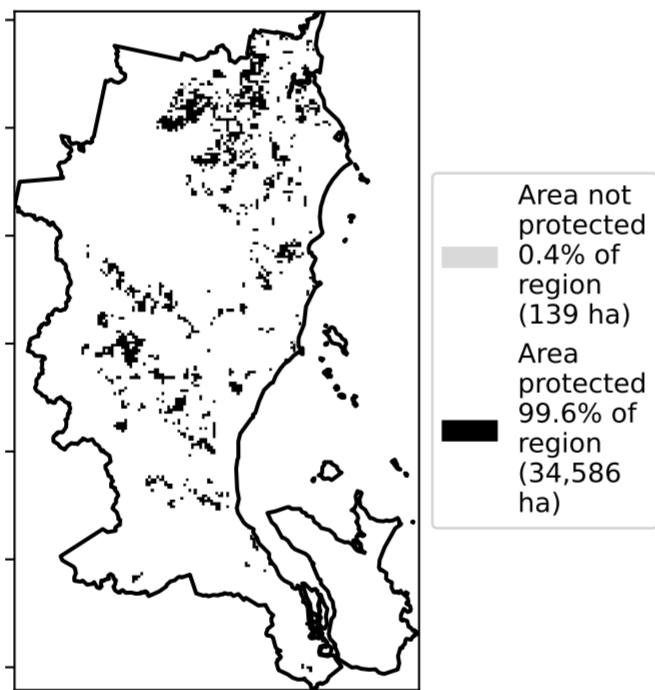 Area not
protected
0.4% of
region
(139 ha)
Area
protected
99.6% of
region
(34,586
ha)